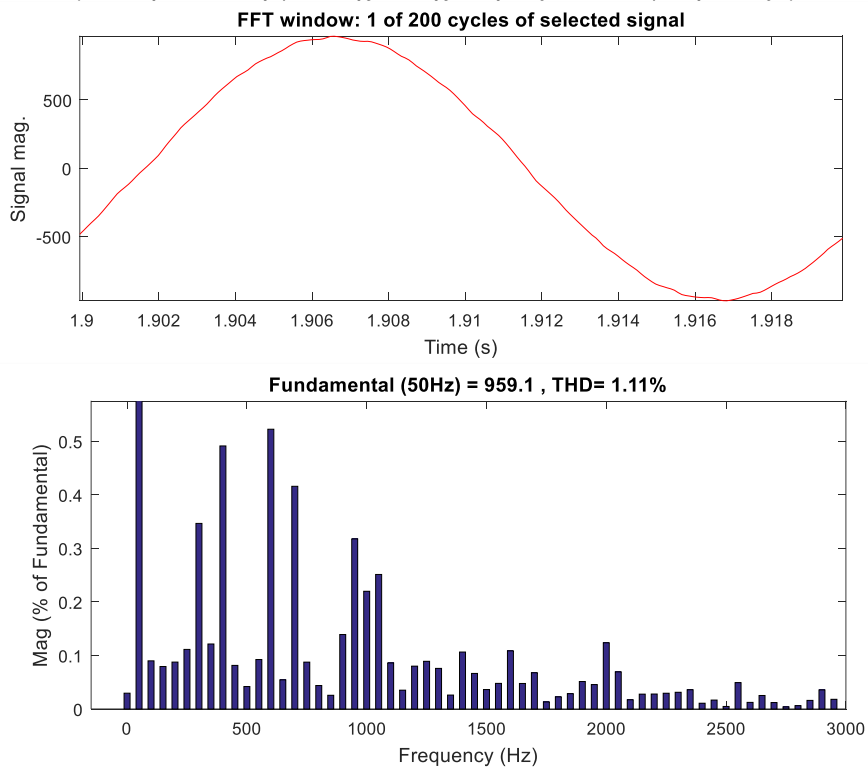 FFT window: 1 of 200 cycles of selected signal
500
0
-500
Signal mag.
1.9 1.902 1.904 1.906 1.908 1.91 1.912 1.914 1.916 1.918
Time (s)
Fundamental (50Hz) = 959.1 , THD= 1.11%
0.5
0.4
0.3
0.2
0.1
0
Mag (% of Fundamental)
0 500 1000 1500 2000 2500 3000
Frequency (Hz)